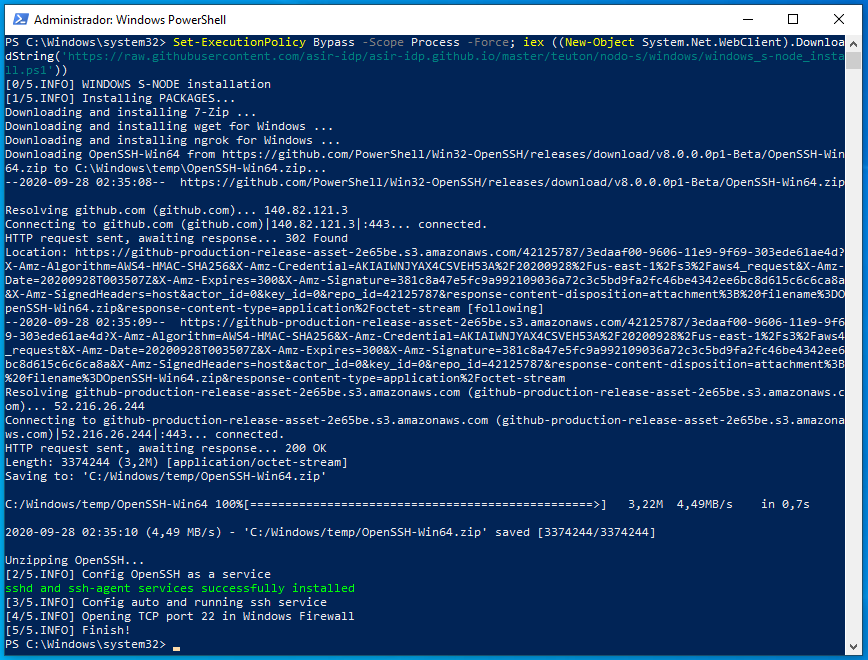 Administrador: Windows PowerShell
PS C:\Windows\system32> Set-ExecutionPolicy Bypass -Scope Process -Force; iex ((New-Object System.Net.WebClient).Downloa
dString('https://raw.githubusercontent.com/asir-idp/asir-idp.github.io/master/teuton/nodo-s/windows/windows_s-node_insta
ll.ps1'))
[0/5.INFO] WINDOWS S-NODE installation
[1/5.INFO] Installing PACKAGES...
Downloading and installing 7-Zip ...
Downloading and installing wget for Windows ...
Downloading and installing ngrok for Windows ...
Downloading OpenSSH-Win64 from https://github.com/PowerShell/Win32-OpenSSH/releases/download/v8.0.0.0p1-Beta/OpenSSH-Win
64.zip to C:\Windows\temp\OpenSSH-Win64.zip...
--2020-09-28 02:35:08--  https://github.com/PowerShell/Win32-OpenSSH/releases/download/v8.0.0.0p1-Beta/OpenSSH-Win64.zip
Resolving github.com (github.com)... 140.82.121.3
Connecting to github.com (github.com)|140.82.121.3|:443... connected.
HTTP request sent, awaiting response... 302 Found
Location: https://github-production-release-asset-2e65be.s3.amazonaws.com/42125787/3edaaf00-9606-11e9-9f69-303ede61ae4d?
X-Amz-Algorithm=AWS4-HMAC-SHA256&X-Amz-Credential=AKIAIWNJYAX4CSVEH53A%2F20200928%2Fus-east-1%2Fs3%2Faws4_request&X-Amz-
Date=20200928T003507Z&X-Amz-Expires=300&X-Amz-Signature=381c8a47e5fc9a992109036a72c3c5bd9fa2fc46be4342ee6bc8d615c6c6ca8a
&X-Amz-SignedHeaders=host&actor_id=0&key_id=0&repo_id=42125787&response-content-disposition=attachment%3B%20filename%3DO
penSSH-Win64.zip&response-content-type=application%2Foctet-stream [following]
--2020-09-28 02:35:09--  https://github-production-release-asset-2e65be.s3.amazonaws.com/42125787/3edaaf00-9606-11e9-9f6
9-303ede61ae4d?X-Amz-Algorithm=AWS4-HMAC-SHA256&X-Amz-Credential=AKIAIWNJYAX4CSVEH53A%2F20200928%2Fus-east-1%2Fs3%2Faws4
_request&X-Amz-Date=20200928T003507Z&X-Amz-Expires=300&X-Amz-Signature=381c8a47e5fc9a992109036a72c3c5bd9fa2fc46be4342ee6
bc8d615c6c6ca8a&X-Amz-SignedHeaders=host&actor_id=0&key_id=0&repo_id=42125787&response-content-disposition=attachment%3B
%20filename%3DOpenSSH-Win64.zip&response-content-type=application%2Foctet-stream
Resolving github-production-release-asset-2e65be.s3.amazonaws.com (github-production-release-asset-2e65be.s3.amazonaws.c
om)... 52.216.26.244
Connecting to github-production-release-asset-2e65be.s3.amazonaws.com (github-production-release-asset-2e65be.s3.amazona
ws.com)|52.216.26.244|:443... connected.
HTTP request sent, awaiting response... 200 OK
Length: 3374244 (3,2M) [application/octet-stream]
Saving to: 'C:/Windows/temp/OpenSSH-Win64.zip'
C:/Windows/temp/OpenSSH-Win64 100%[=================================================>]   3,22M  4,49MB/s    in 0,7s
2020-09-28 02:35:10 (4,49 MB/s) - 'C:/Windows/temp/OpenSSH-Win64.zip' saved [3374244/3374244]
Unzipping OpenSSH...
[2/5.INFO] Config OpenSSH as a service
sshd and ssh-agent services successfully installed
[3/5.INFO] Config auto and running ssh service
[4/5.INFO] Opening TCP port 22 in Windows Firewall
[5/5.INFO] Finish!
PS C:\Windows\system32>